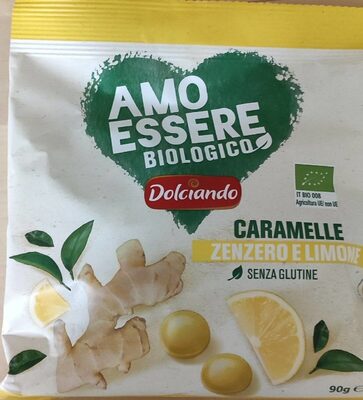 AMO
ESSERE
BIOLOGICO
Dolciando
IT BIO 008
Agricoltura UE/ non UE
CARAMELLE
ZENZERO E LIMONE
SENZA GLUTINE
90g e